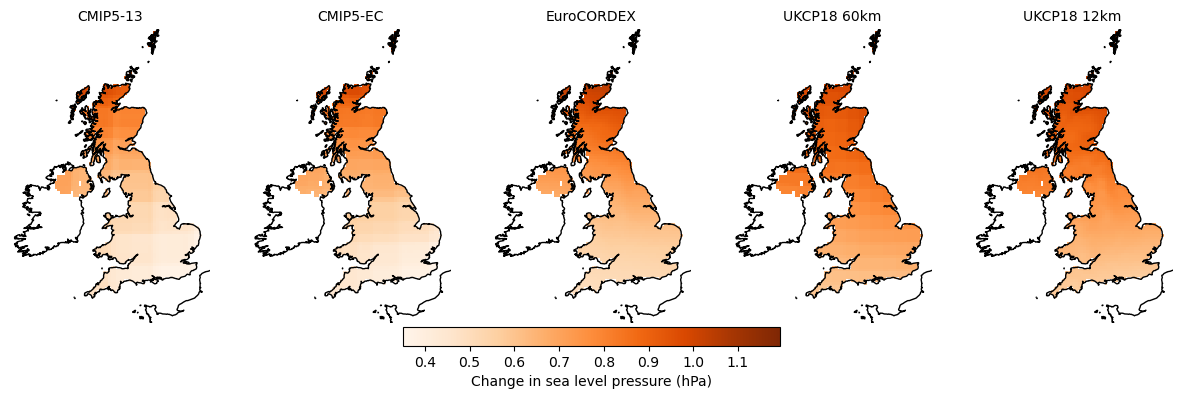 CMIP5-13 CMIP5-EC EuroCORDEX UKCP18 60km UKCP18 12km
0.4 0.5 0.6 0.7 0.8 0.9 1.0 1.1
Change in sea level pressure (hPa)